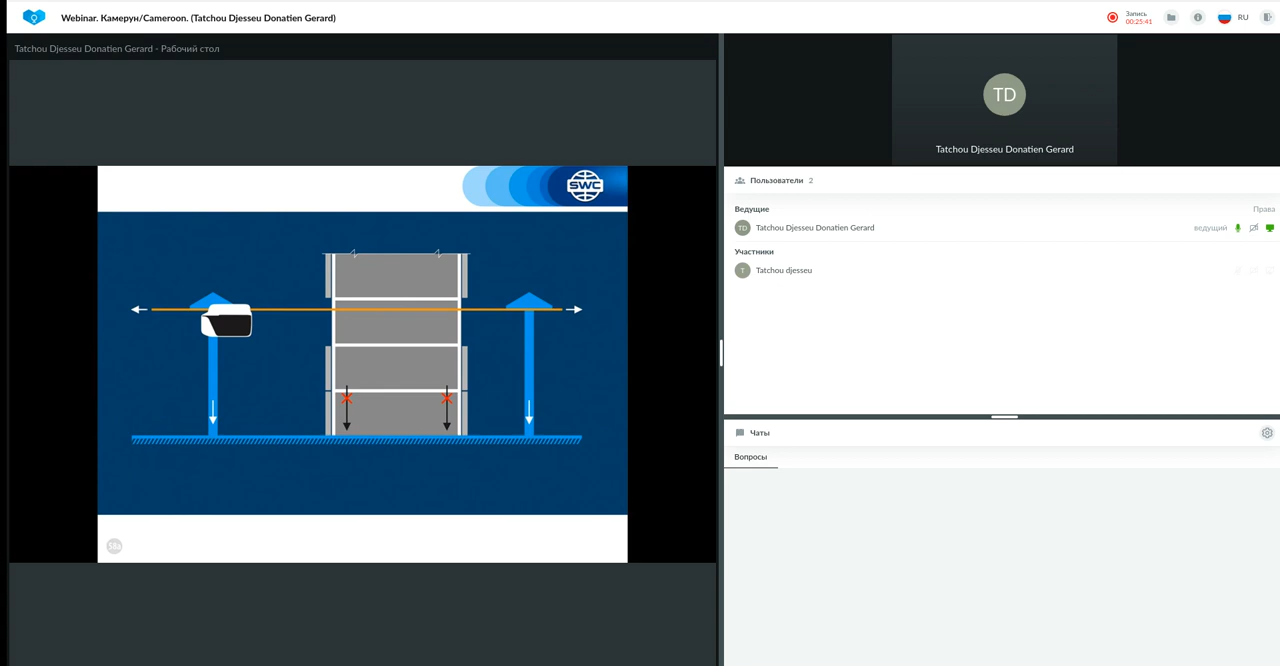 Webinar. Камерун/Cameroon. (Tatchou Djesseu Donatien Gerard)
Запись
00:25:41
RU
Tatchou Djesseu Donatien Gerard - Рабочий стол
TD
Tatchou Djesseu Donatien Gerard
SWC
Пользователи 2
Ведущие Права
TD Tatchou Djesseu Donatien Gerard ведущий
Участники
T Tatchou djesseu
Чаты
Вопросы
58a